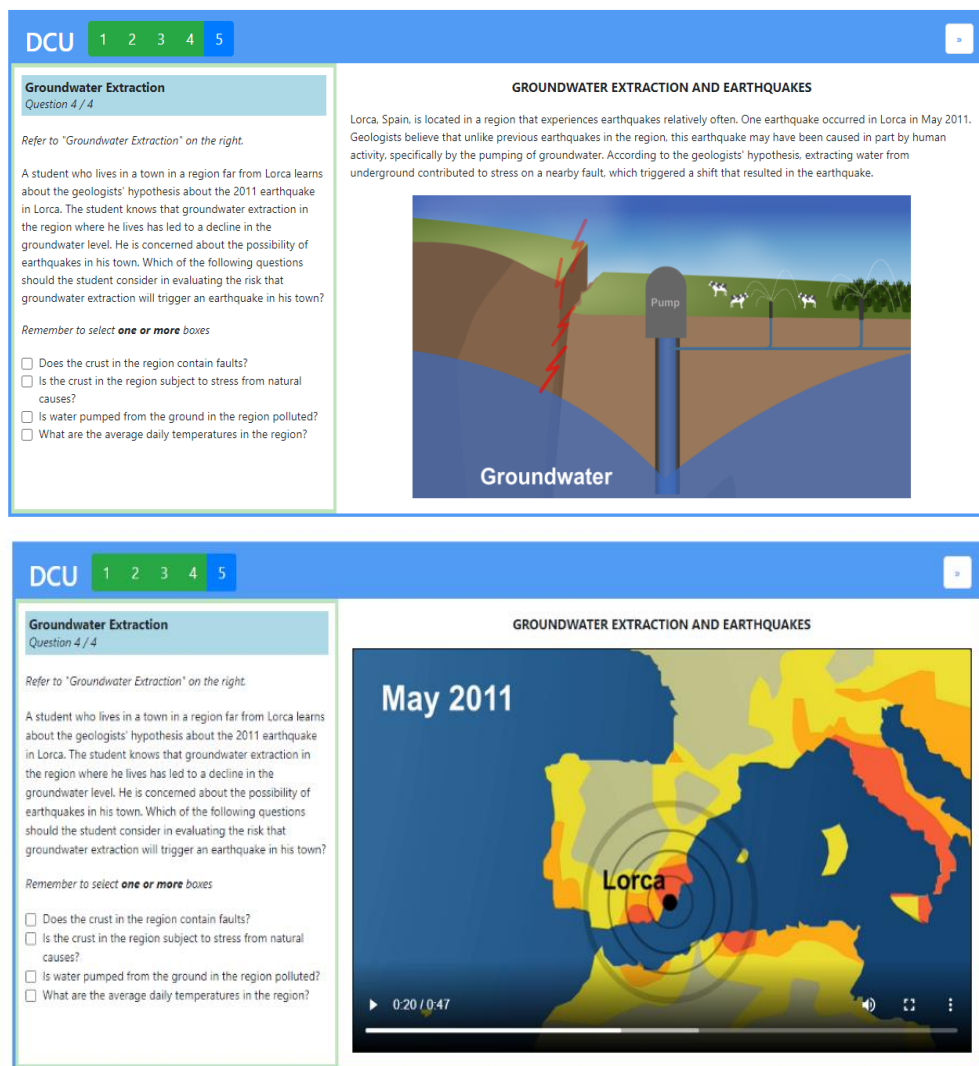 DCU 1 2 3 4 5 »
Groundwater Extraction
Question 4 / 4
Refer to "Groundwater Extraction" on the right.
A student who lives in a town in a region far from Lorca learns
about the geologists' hypothesis about the 2011 earthquake
in Lorca. The student knows that groundwater extraction in
the region where he lives has led to a decline in the
groundwater level. He is concerned about the possibility of
earthquakes in his town. Which of the following questions
should the student consider in evaluating the risk that
groundwater extraction will trigger an earthquake in his town?
Remember to select one or more boxes
Does the crust in the region contain faults?
Is the crust in the region subject to stress from natural
causes?
Is water pumped from the ground in the region polluted?
What are the average daily temperatures in the region?
GROUNDWATER EXTRACTION AND EARTHQUAKES
Lorca, Spain, is located in a region that experiences earthquakes relatively often. One earthquake occurred in Lorca in May 2011.
Geologists believe that unlike previous earthquakes in the region, this earthquake may have been caused in part by human
activity, specifically by the pumping of groundwater. According to the geologists' hypothesis, extracting water from
underground contributed to stress on a nearby fault, which triggered a shift that resulted in the earthquake.
Pump
Groundwater
DCU 1 2 3 4 5 »
Groundwater Extraction
Question 4 / 4
Refer to "Groundwater Extraction" on the right.
A student who lives in a town in a region far from Lorca learns
about the geologists' hypothesis about the 2011 earthquake
in Lorca. The student knows that groundwater extraction in
the region where he lives has led to a decline in the
groundwater level. He is concerned about the possibility of
earthquakes in his town. Which of the following questions
should the student consider in evaluating the risk that
groundwater extraction will trigger an earthquake in his town?
Remember to select one or more boxes
Does the crust in the region contain faults?
Is the crust in the region subject to stress from natural
causes?
Is water pumped from the ground in the region polluted?
What are the average daily temperatures in the region?
GROUNDWATER EXTRACTION AND EARTHQUAKES
May 2011
Lorca
0:20 / 0:47